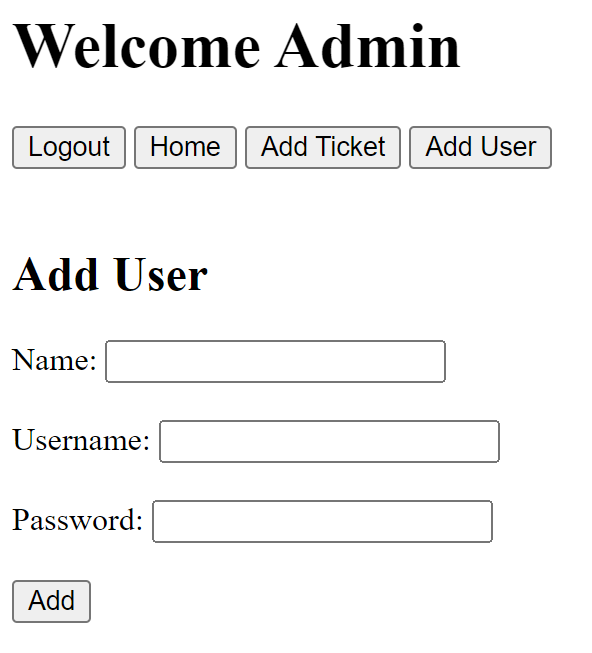 Welcome Admin
Logout Home Add Ticket Add User
Add User
Name:
Username:
Password:
Add